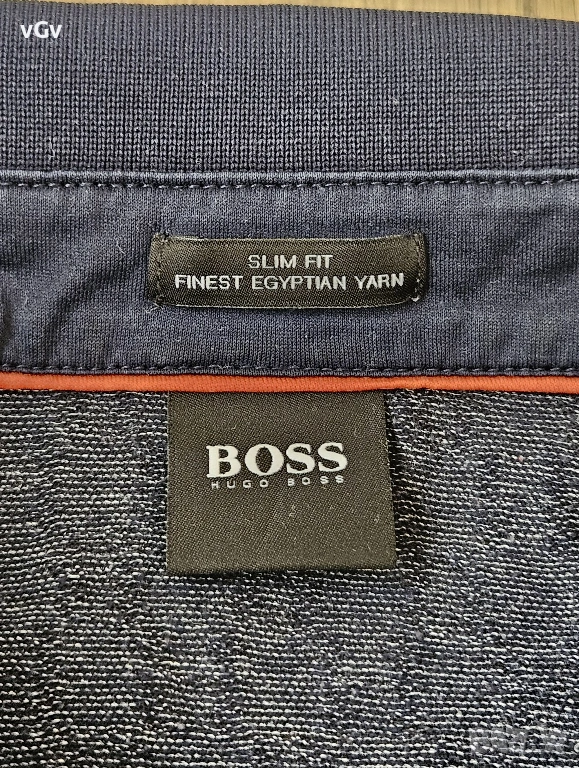 vGv
SLIM FIT
FINEST EGYPTIAN YARN
BOSS
HUGO BOSS